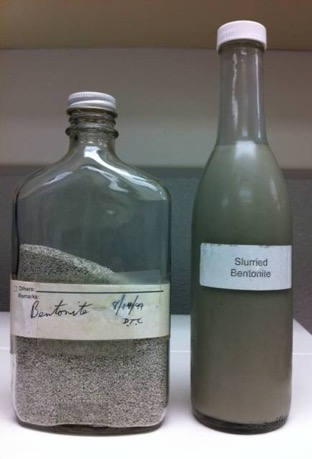 Others:
Remarks:
Bentonite
D.T.C.
Slurried
Bentonite